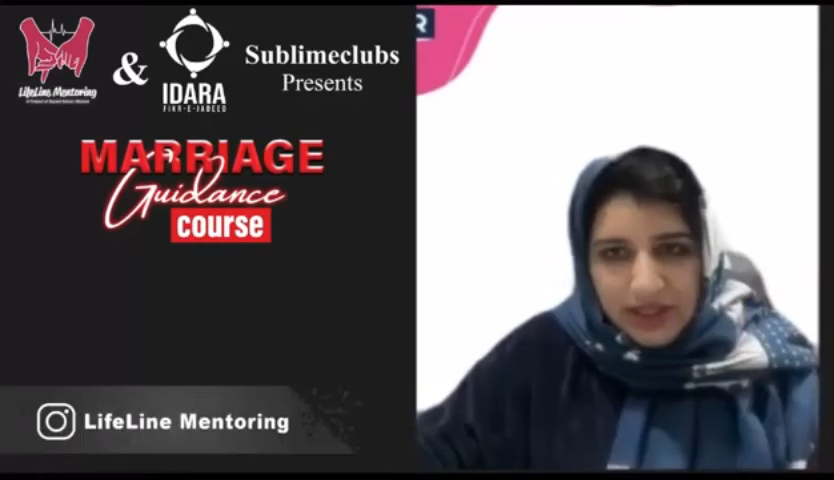 LifeLine Mentoring
&
IDARA
FIKR-E-JADEED
Sublimeclubs
Presents
MARRIAGE
Guidance
course
LifeLine Mentoring
R